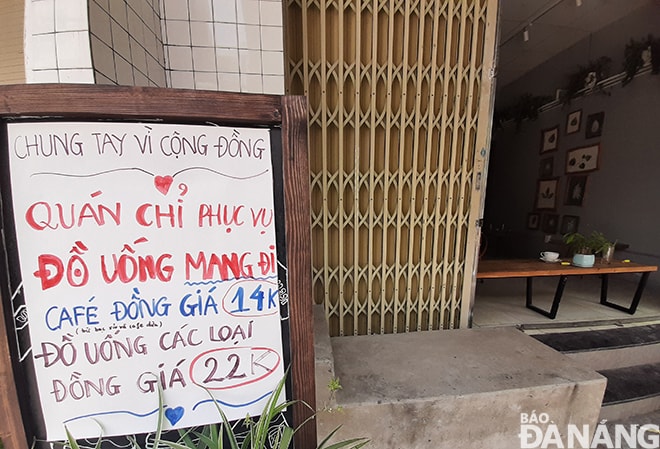 CHUNG TAY VÌ CỘNG ĐỒNG
QUÁN CHỈ PHỤC VỤ
ĐỒ UỐNG MANG ĐI
CAFÉ ĐỒNG GIÁ 14K
ĐỒ UỐNG CÁC LOẠI
ĐỒNG GIÁ 22K
BÁO
ĐÀ NẴNG